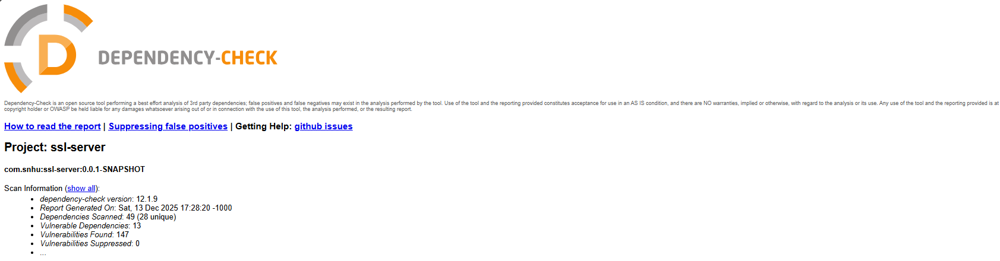 DEPENDENCY-CHECK
Dependency-Check is an open source tool performing a best effort analysis of 3rd party dependencies; false positives and false negatives may exist in the analysis performed by the tool. Use of the tool and the reporting provided constitutes acceptance for use in an AS IS condition, and there are NO warranties, implied or otherwise, with regard to the analysis or its use. Any use of the tool and the reporting provided is at
copyright holder or OWASP be held liable for any damages whatsoever arising out of or in connection with the use of this tool, the analysis performed, or the resulting report.
How to read the report | Suppressing false positives | Getting Help: github issues
Project: ssl-server
com.snhu:ssl-server:0.0.1-SNAPSHOT
Scan Information (show all):
• dependency-check version: 12.1.9
• Report Generated On: Sat, 13 Dec 2025 17:28:20 -1000
• Dependencies Scanned: 49 (28 unique)
• Vulnerable Dependencies: 13
• Vulnerabilities Found: 147
• Vulnerabilities Suppressed: 0
• ...